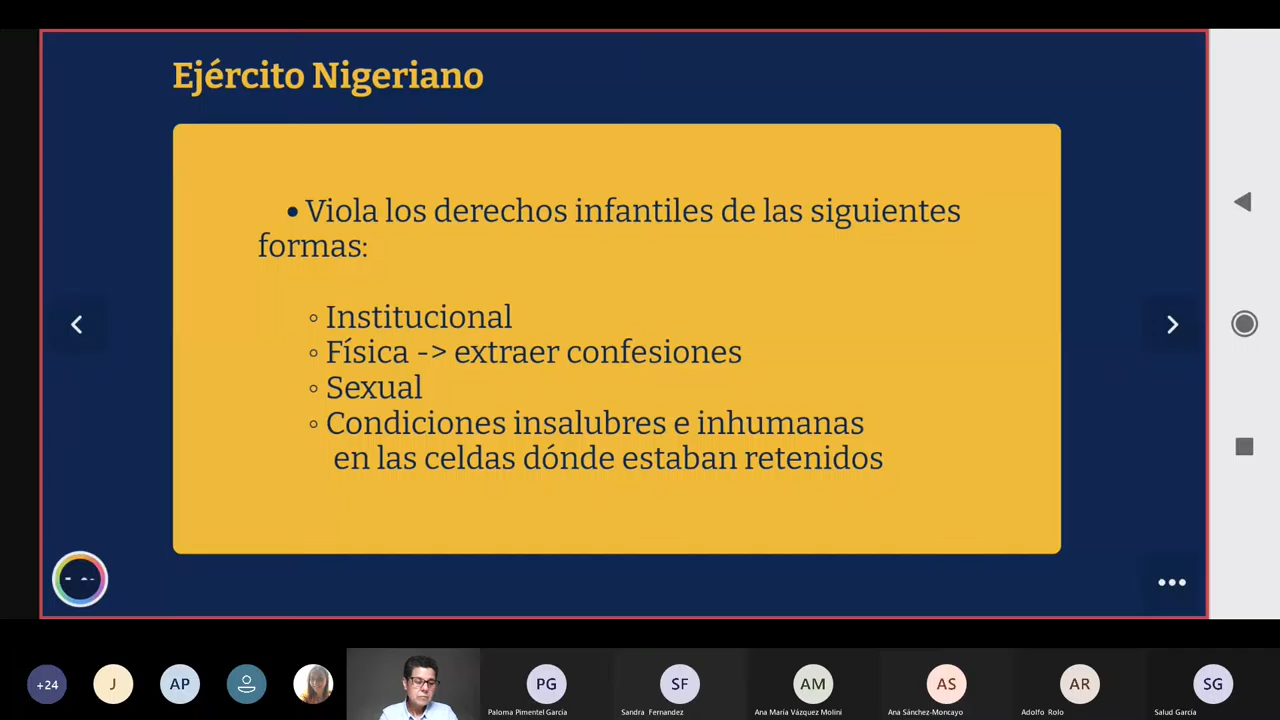 Ejército Nigeriano
• Viola los derechos infantiles de las siguientes
formas:
◦ Institucional
◦ Física -> extraer confesiones
◦ Sexual
◦ Condiciones insalubres e inhumanas
en las celdas dónde estaban retenidos
+24
J
AP
PG
SF
AM
AS
AR
SG
Paloma Pimentel García
Sandra Fernandez
Ana María Vázquez Molini
Ana Sánchez-Moncayo
Adolfo Rolo
Salud García